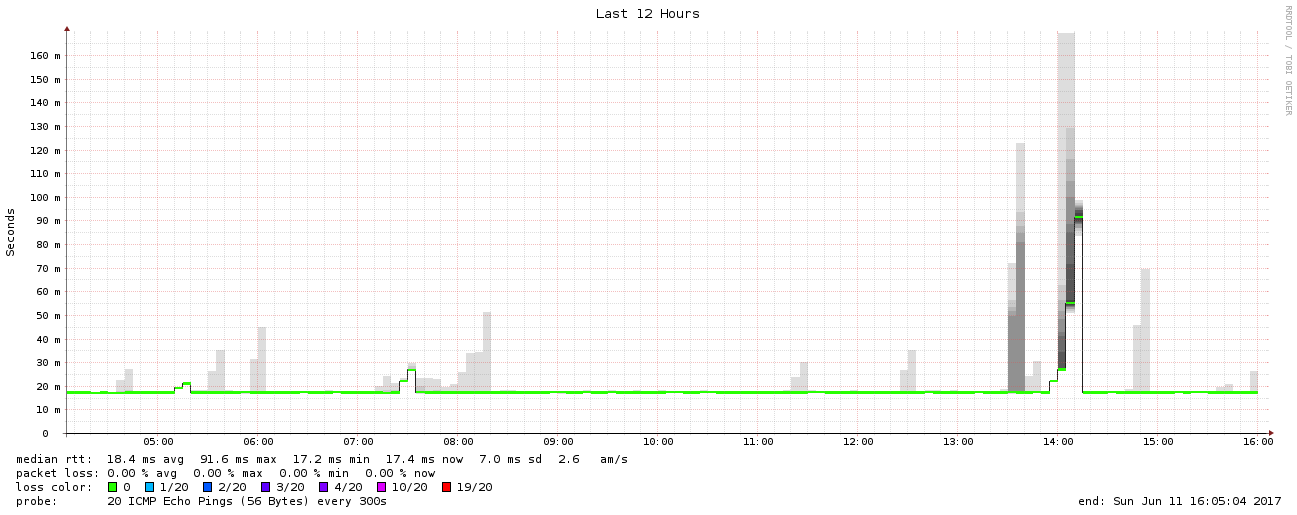 Last 12 Hours
RRDTOOL / TOBI OETIKER
Seconds
160 m
150 m
140 m
130 m
120 m
110 m
100 m
90 m
80 m
70 m
60 m
50 m
40 m
30 m
20 m
10 m
0
05:00 06:00 07:00 08:00 09:00 10:00 11:00 12:00 13:00 14:00 15:00 16:00
median rtt: 18.4 ms avg 91.6 ms max 17.2 ms min 17.4 ms now 7.0 ms sd 2.6 am/s
packet loss: 0.00 % avg 0.00 % max 0.00 % min 0.00 % now
loss color: 0 1/20 2/20 3/20 4/20 10/20 19/20
probe: 20 ICMP Echo Pings (56 Bytes) every 300s end: Sun Jun 11 16:05:04 2017